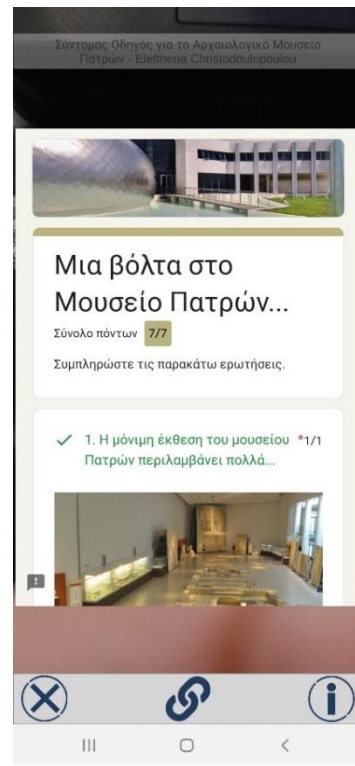 Σύντομος Οδηγός για το Αρχαιολογικό Μουσείο
Πατρών - Eleftheria Christodoulopoulou
Μια βόλτα στο
Μουσείο Πατρών...
Σύνολο πόντων 7/7
Συμπληρώστε τις παρακάτω ερωτήσεις.
1. Η μόνιμη έκθεση του μουσείου *1/1
Πατρών περιλαμβάνει πολλά...